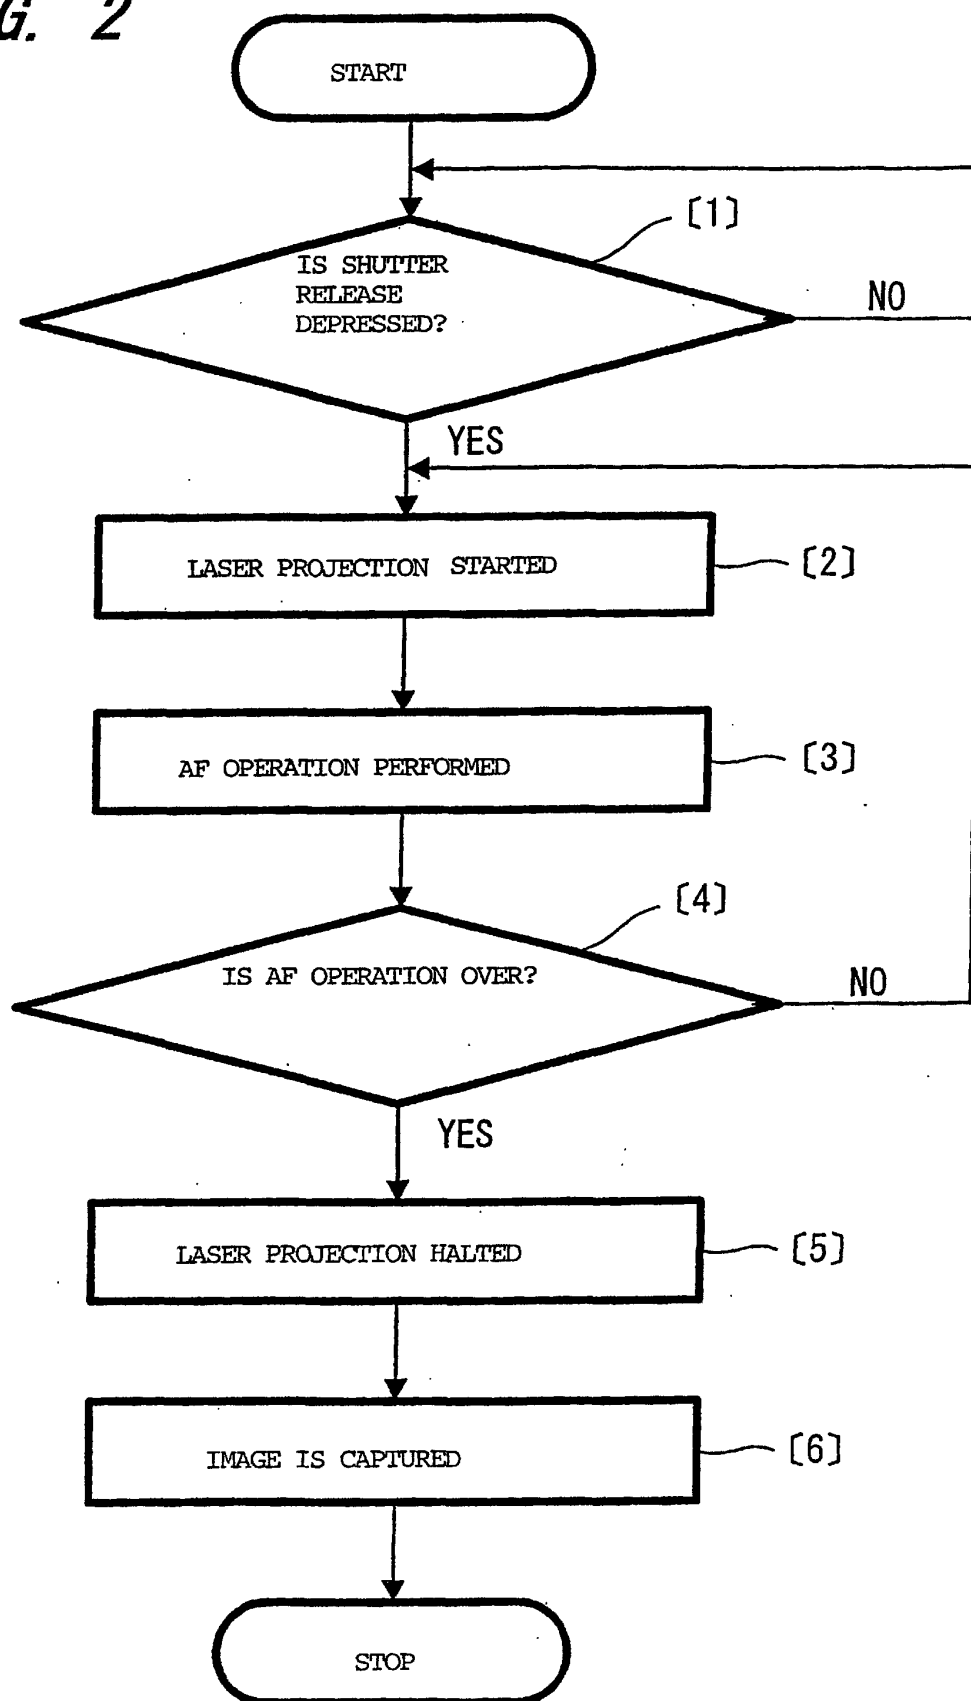 G. 2
START
[1]
IS SHUTTER
RELEASE
DEPRESSED?
NO
YES
LASER PROJECTION STARTED
[2]
AF OPERATION PERFORMED
[3]
[4]
IS AF OPERATION OVER?
NO
YES
LASER PROJECTION HALTED
[5]
IMAGE IS CAPTURED
[6]
STOP